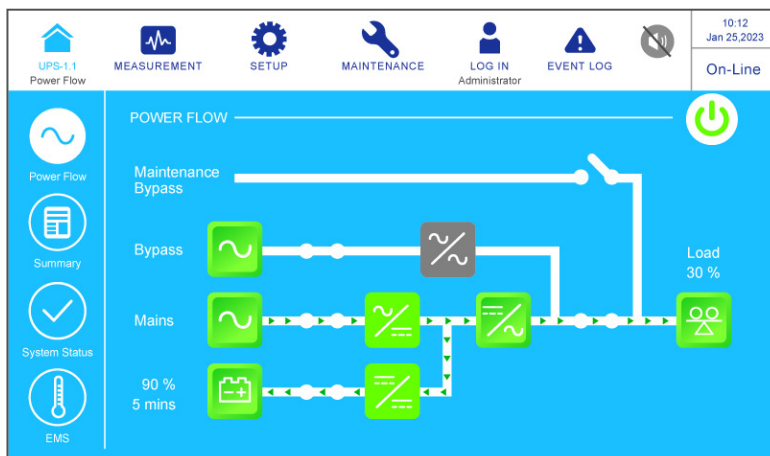 UPS-1.1
Power Flow
MEASUREMENT
SETUP
MAINTENANCE
LOG IN
Administrator
EVENT LOG
10:12
Jan 25,2023
On-Line
Power Flow
Summary
System Status
EMS
POWER FLOW
Maintenance
Bypass
Bypass
Mains
90 %
5 mins
Load
30 %